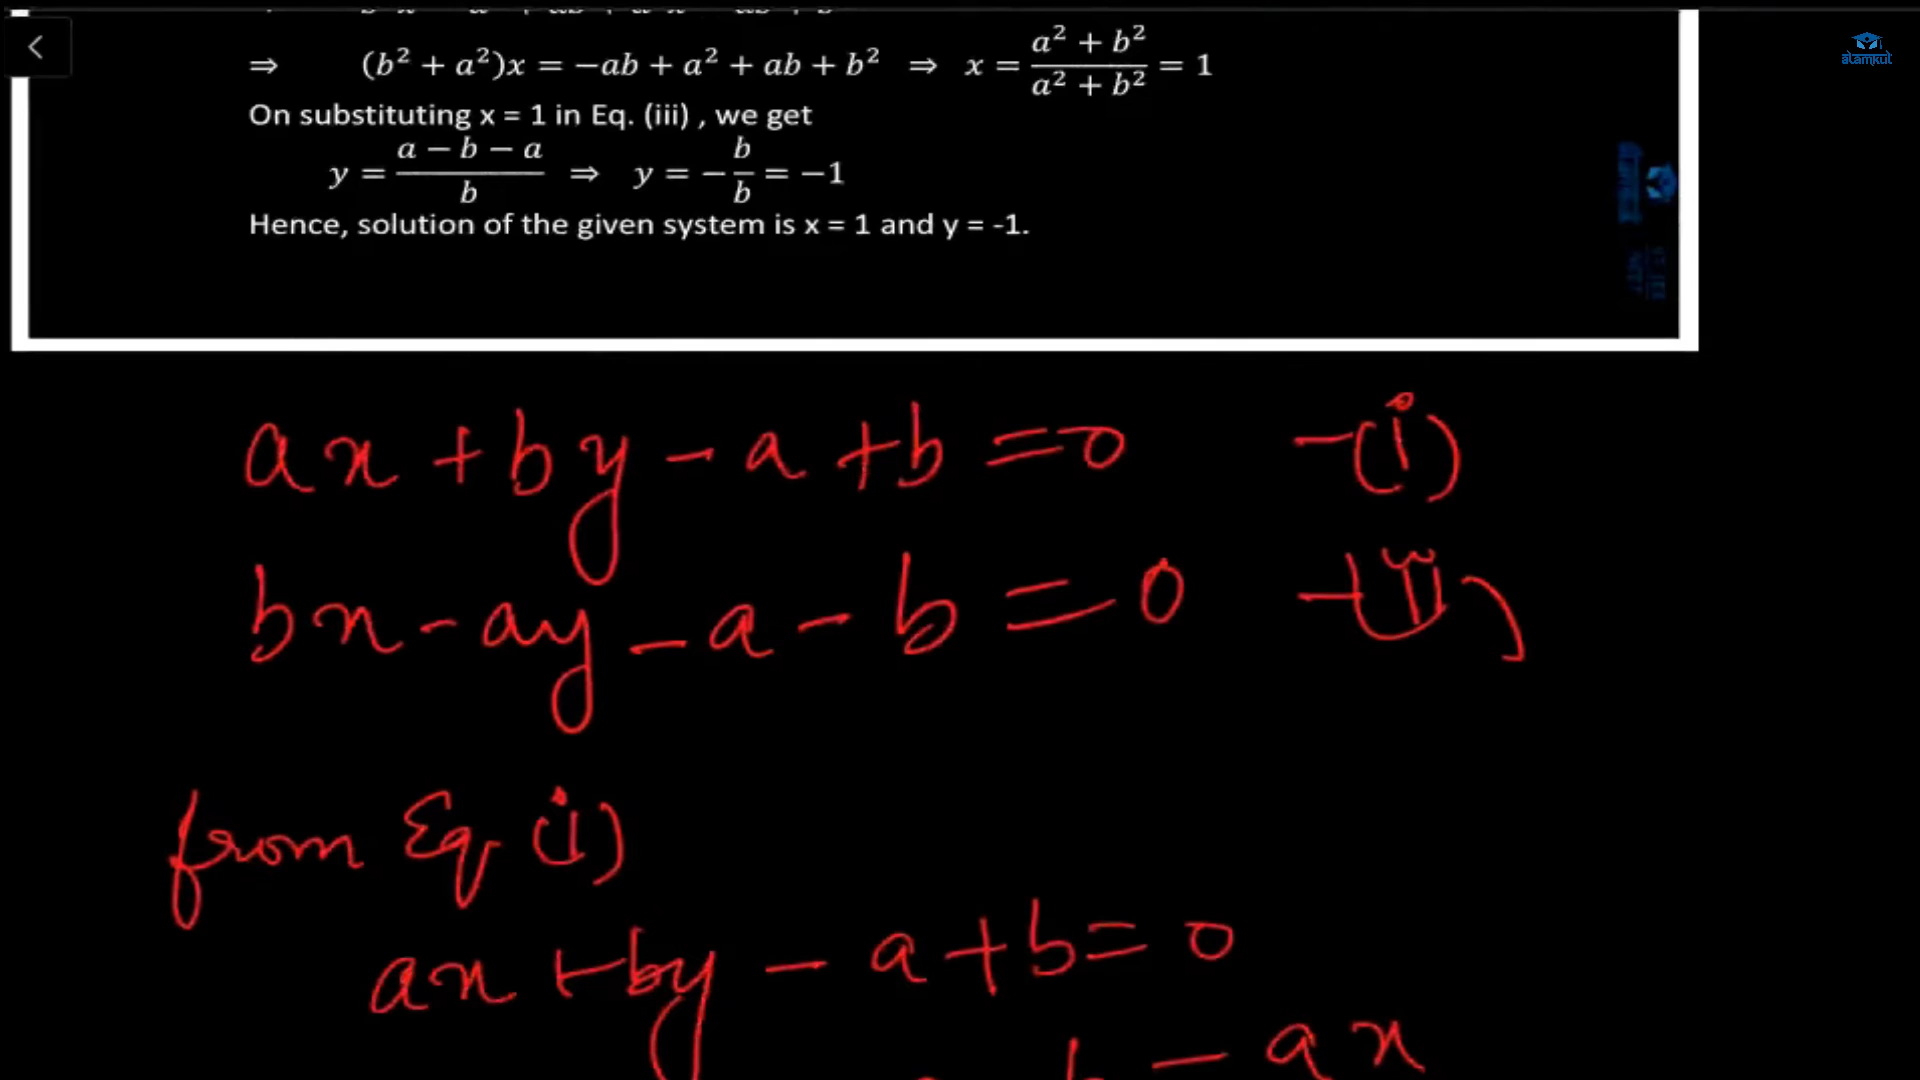 ⇒ (b² + a²)x = −ab + a² + ab + b² ⇒ x = (a² + b²)/(a² + b²) = 1
On substituting x = 1 in Eq. (iii) , we get
y = (a − b − a)/b ⇒ y = −b/b = −1
Hence, solution of the given system is x = 1 and y = -1.
ax + by − a + b = 0 −(i)
bx − ay − a − b = 0 −(ii)
from Eq (i)
ax + by − a + b = 0
− ax
alamkul